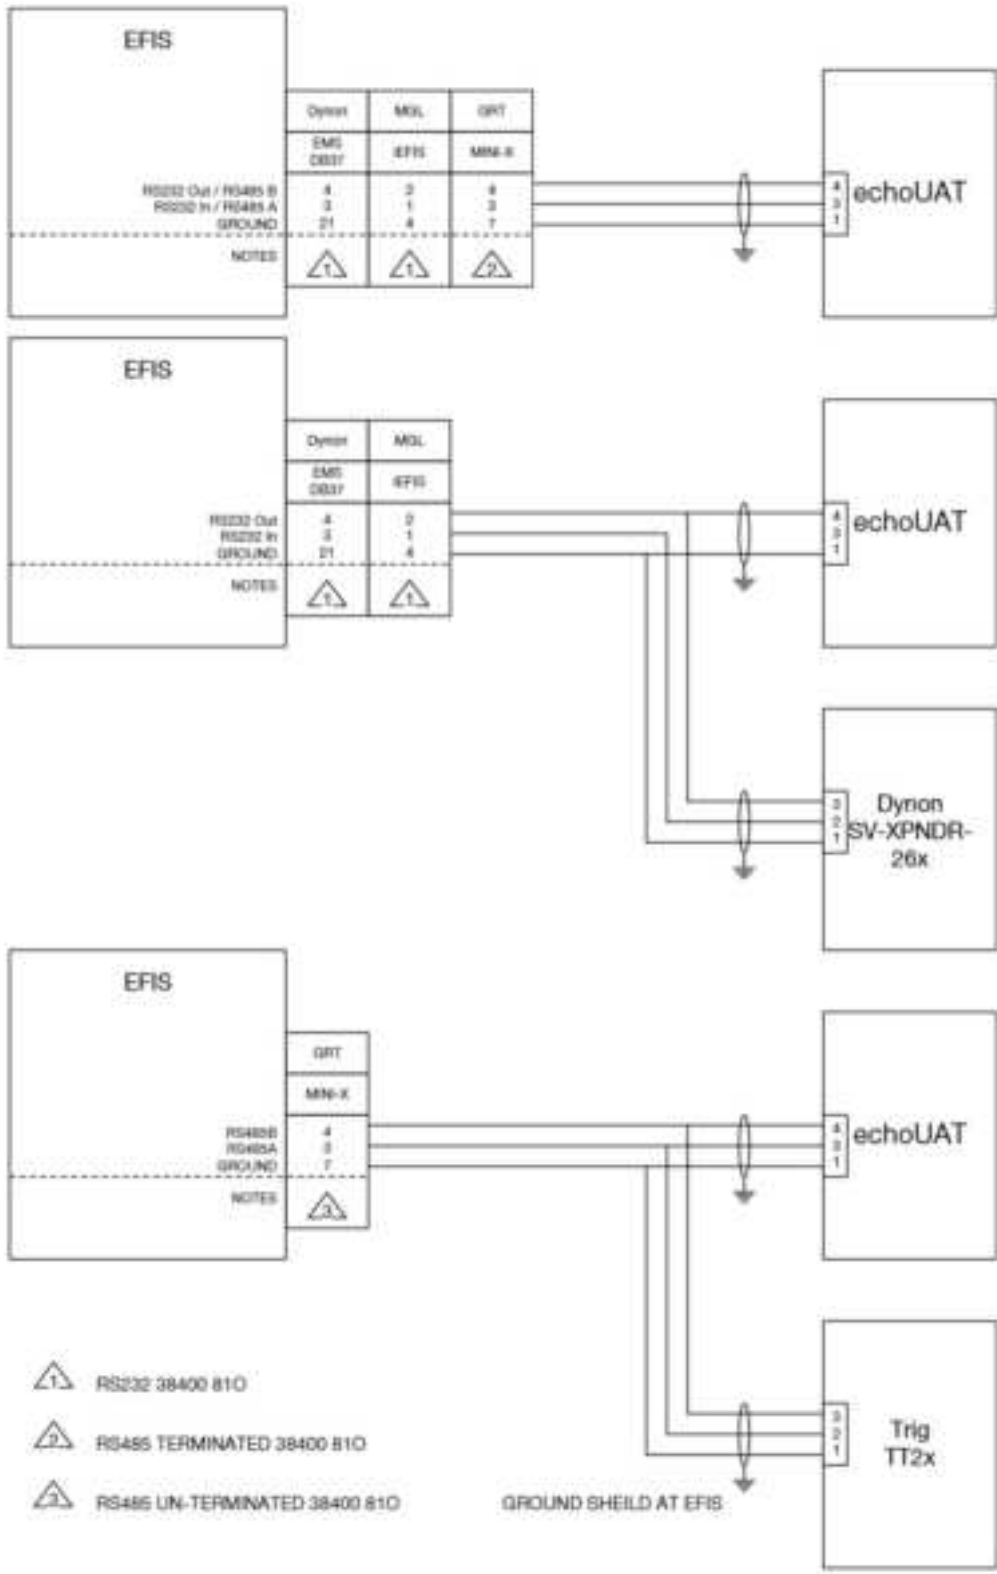 EFIS
Dynon MGL GRT
EMS DB37 iEFIS MINI-X
RS232 Out / RS485 B 4 2 4
RS232 In / RS485 A 3 1 3
GROUND 21 4 7
NOTES 1 1 2
4
3
1
echoUAT
EFIS
Dynon MGL
EMS DB37 iEFIS
RS232 Out 4 2
RS232 In 3 1
GROUND 21 4
NOTES 1 1
4
3
1
echoUAT
3
2
1
Dynon
SV-XPNDR-
26x
EFIS
GRT
MINI-X
RS485B 4
RS485A 3
GROUND 7
NOTES 3
4
3
1
echoUAT
3
2
1
Trig
TT2x
1 RS232 38400 81O
2 RS485 TERMINATED 38400 81O
3 RS485 UN-TERMINATED 38400 81O
GROUND SHEILD AT EFIS